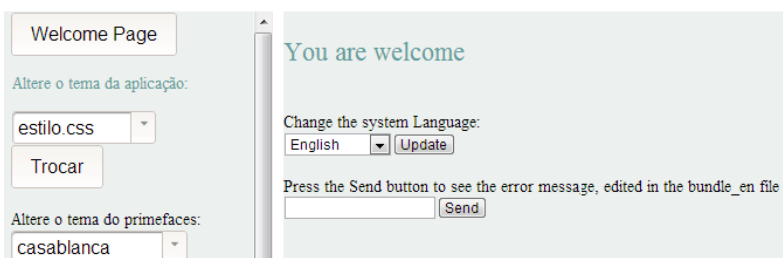 Welcome Page
Altere o tema da aplicação:
estilo.css
Trocar
Altere o tema do primefaces:
casablanca
You are welcome
Change the system Language:
English Update
Press the Send button to see the error message, edited in the bundle_en file
Send